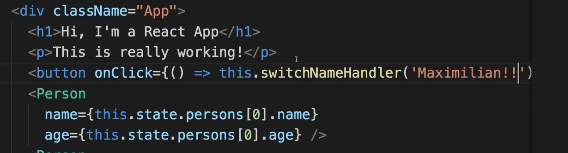 <div className="App">
<h1>Hi, I'm a React App</h1>
<p>This is really working!</p>
<button onClick={() => this.switchNameHandler('Maximilian!!')
<Person
name={this.state.persons[0].name}
age={this.state.persons[0].age} />